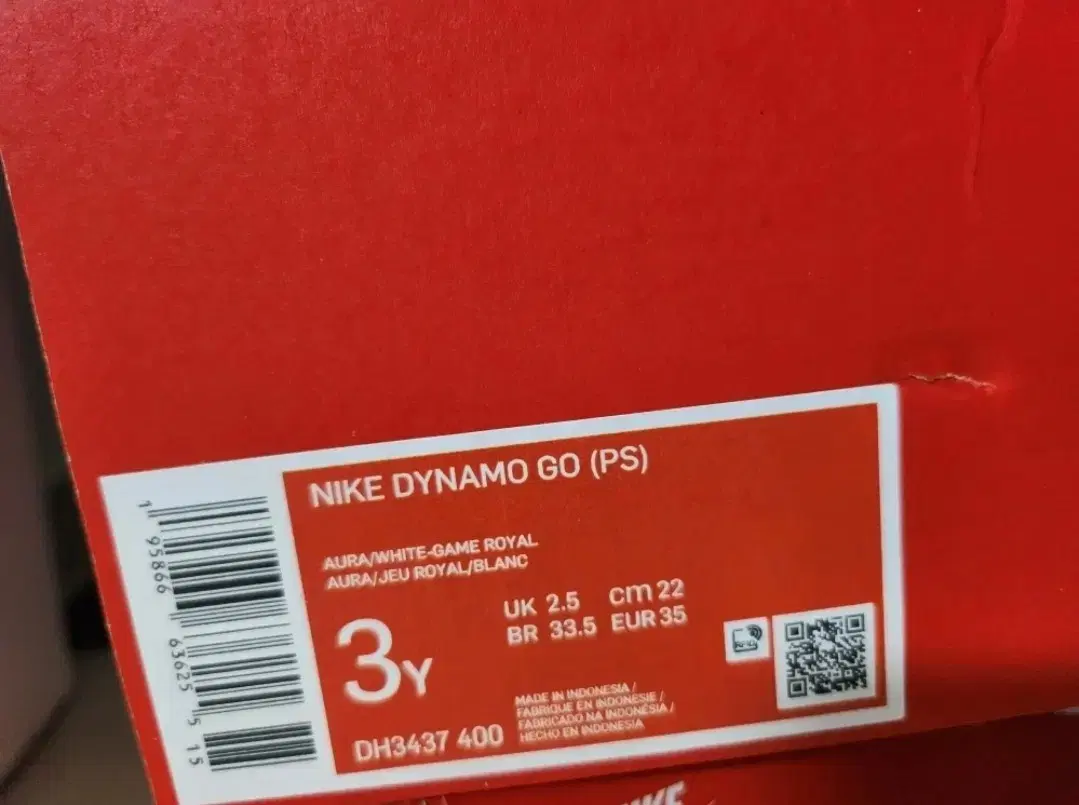 NIKE DYNAMO GO (PS)
AURA/WHITE-GAME ROYAL
AURA/JEU ROYAL/BLANC
3Y
UK 2.5 cm 22
BR 33.5 EUR 35
MADE IN INDONESIA /
FABRIQUE EN INDONESIE /
FABRICADO NA INDONÉSIA /
HECHO EN INDONESIA
DH3437 400
1 95866 63625 5 15
RFID